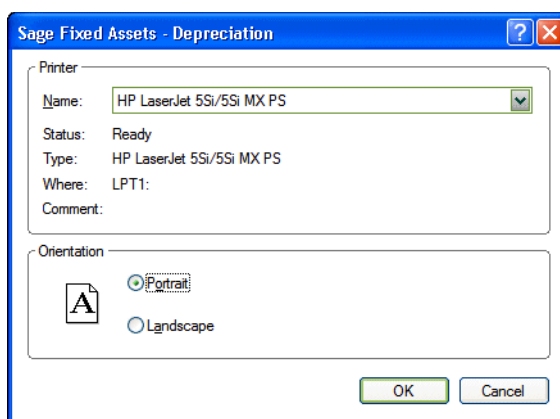 Sage Fixed Assets - Depreciation
Printer
Name: HP LaserJet 5Si/5Si MX PS
Status: Ready
Type: HP LaserJet 5Si/5Si MX PS
Where: LPT1:
Comment:
Orientation
A
Portrait
Landscape
OK Cancel